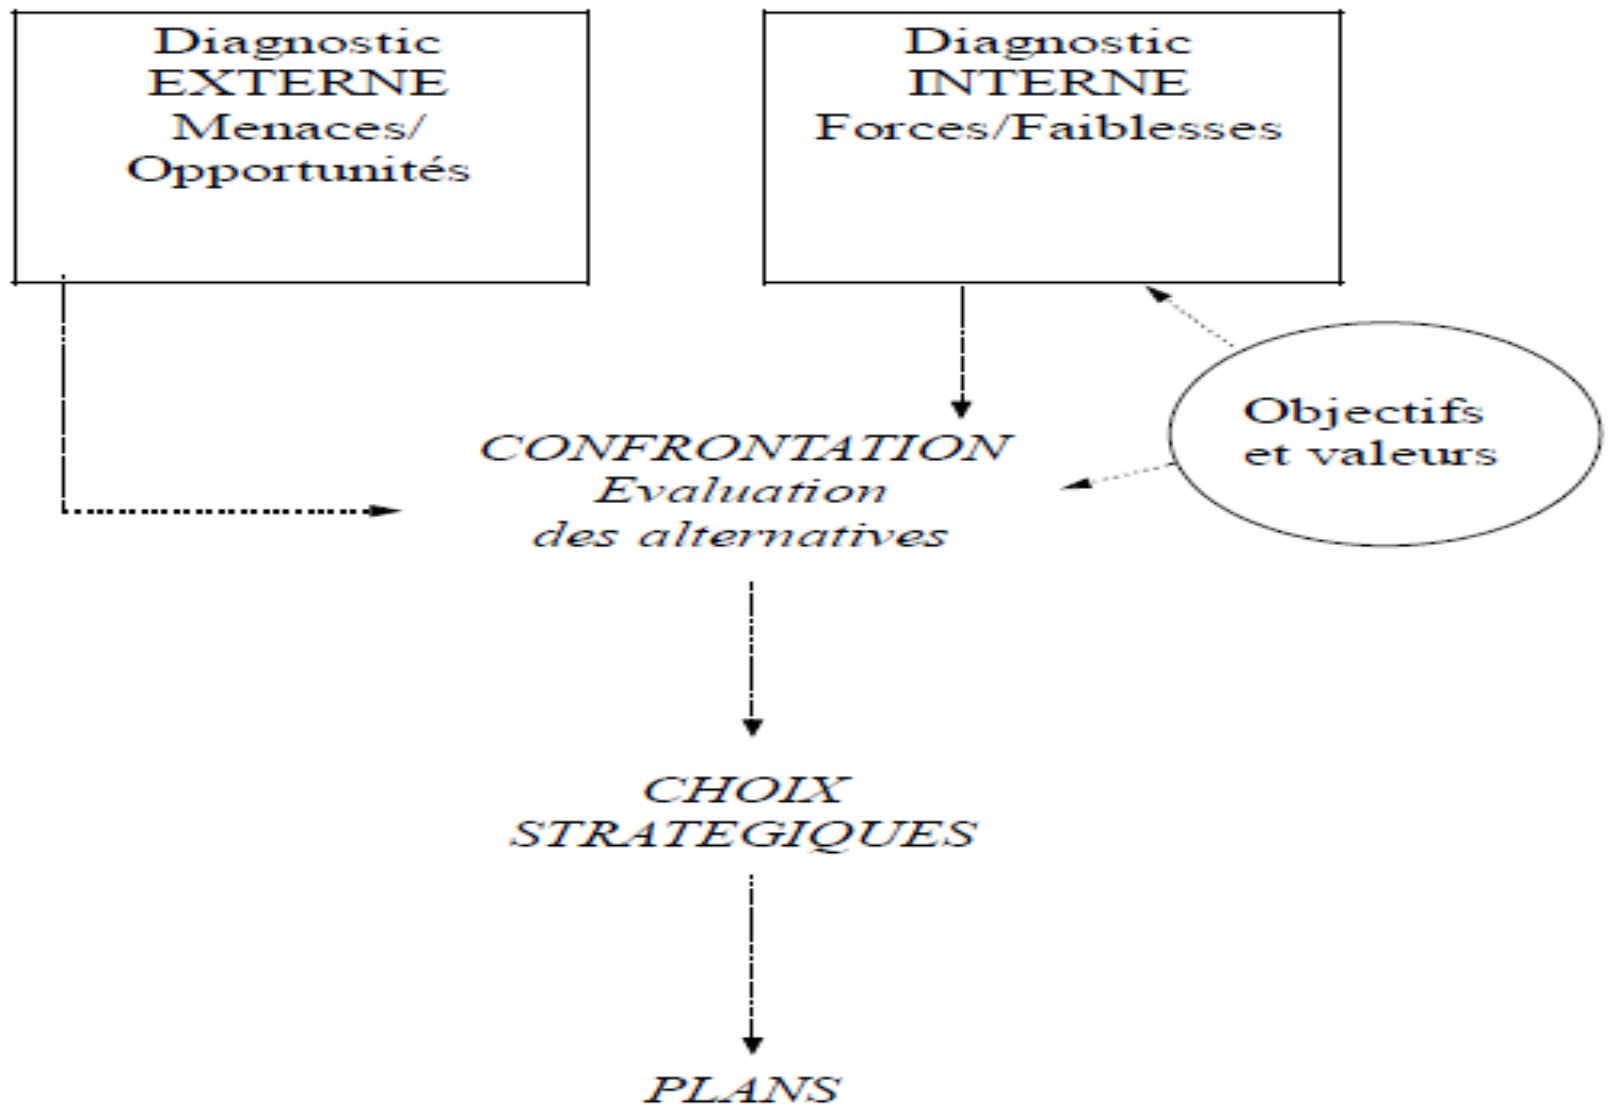 Diagnostic
EXTERNE
Menaces/
Opportunités
Diagnostic
INTERNE
Forces/Faiblesses
Objectifs
et valeurs
CONFRONTATION
Evaluation
des alternatives
CHOIX
STRATEGIQUES
PLANS